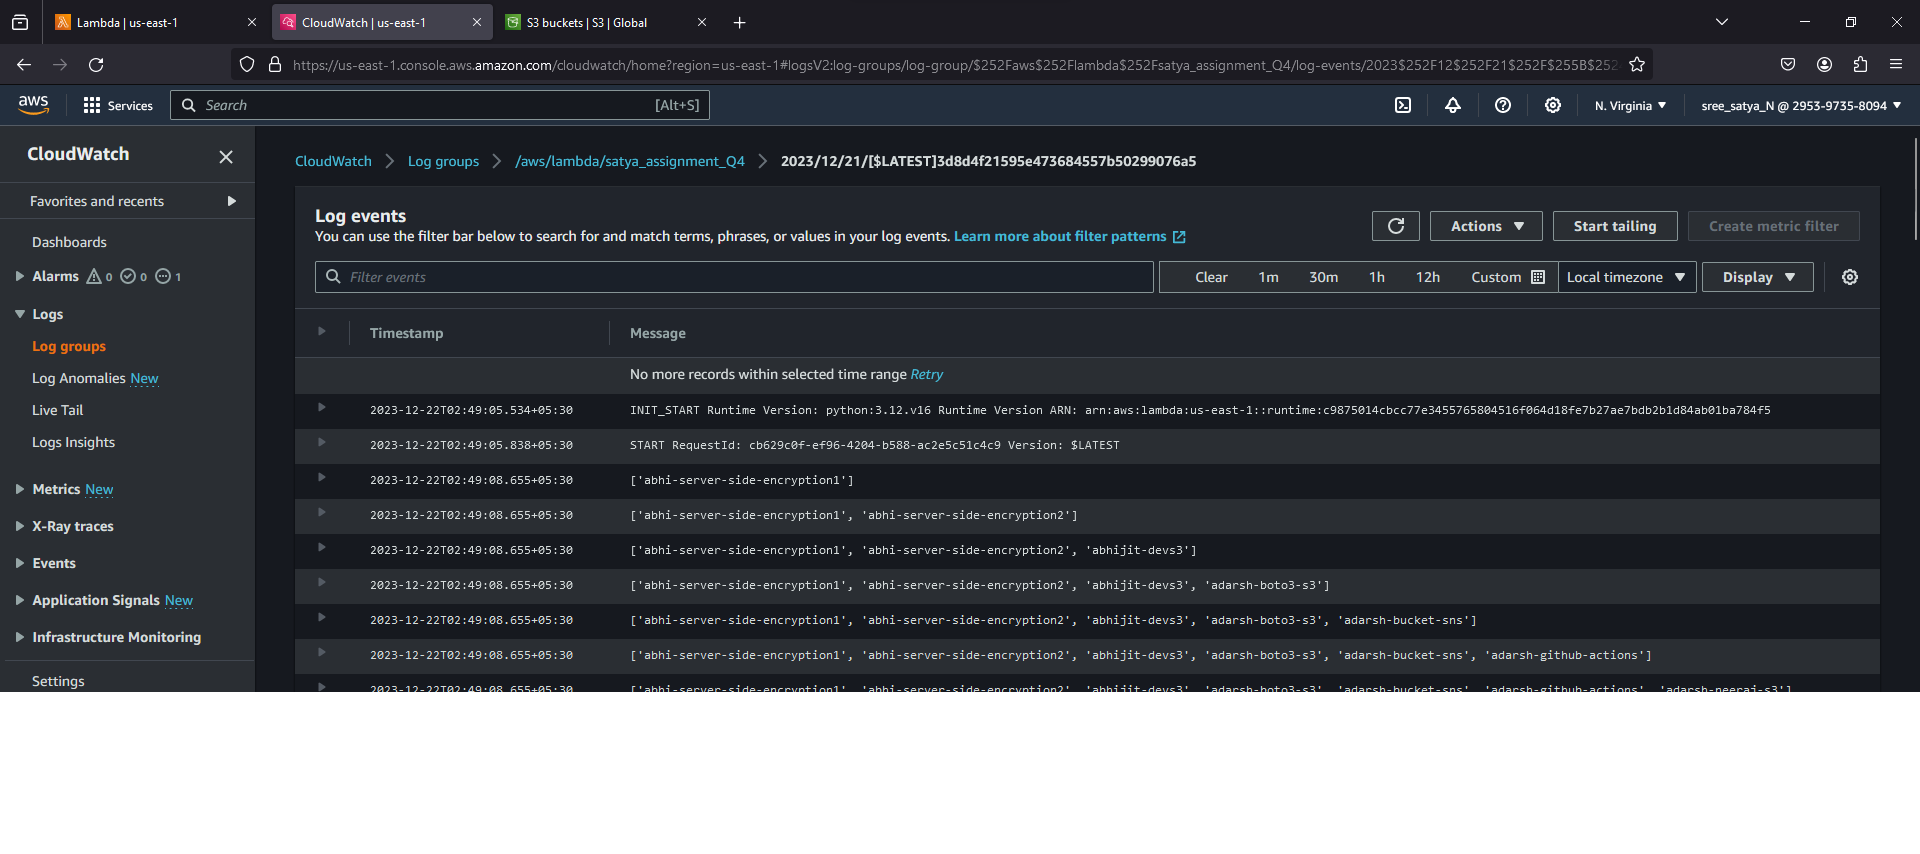 Lambda | us-east-1
CloudWatch | us-east-1
S3 buckets | S3 | Global
https://us-east-1.console.aws.amazon.com/cloudwatch/home?region=us-east-1#logsV2:log-groups/log-group/$252Faws$252Flambda$252Fsatya_assignment_Q4/log-events/2023$252F12$252F21$252F$255B$252
aws
Services
Search [Alt+S]
N. Virginia
sree_satya_N @ 2953-9735-8094
CloudWatch
Favorites and recents
Dashboards
Alarms 0 0 1
Logs
Log groups
Log Anomalies New
Live Tail
Logs Insights
Metrics New
X-Ray traces
Events
Application Signals New
Infrastructure Monitoring
Settings
CloudWatch Log groups /aws/lambda/satya_assignment_Q4 2023/12/21/[$LATEST]3d8d4f21595e473684557b50299076a5
Log events
You can use the filter bar below to search for and match terms, phrases, or values in your log events. Learn more about filter patterns
Actions
Start tailing
Create metric filter
Filter events
Clear 1m 30m 1h 12h Custom Local timezone Display
Timestamp Message
No more records within selected time range Retry
2023-12-22T02:49:05.534+05:30 INIT_START Runtime Version: python:3.12.v16 Runtime Version ARN: arn:aws:lambda:us-east-1::runtime:c9875014cbcc77e3455765804516f064d18fe7b27ae7bdb2b1d84ab01ba784f5
2023-12-22T02:49:05.838+05:30 START RequestId: cb629c0f-ef96-4204-b588-ac2e5c51c4c9 Version: $LATEST
2023-12-22T02:49:08.655+05:30 ['abhi-server-side-encryption1']
2023-12-22T02:49:08.655+05:30 ['abhi-server-side-encryption1', 'abhi-server-side-encryption2']
2023-12-22T02:49:08.655+05:30 ['abhi-server-side-encryption1', 'abhi-server-side-encryption2', 'abhijit-devs3']
2023-12-22T02:49:08.655+05:30 ['abhi-server-side-encryption1', 'abhi-server-side-encryption2', 'abhijit-devs3', 'adarsh-boto3-s3']
2023-12-22T02:49:08.655+05:30 ['abhi-server-side-encryption1', 'abhi-server-side-encryption2', 'abhijit-devs3', 'adarsh-boto3-s3', 'adarsh-bucket-sns']
2023-12-22T02:49:08.655+05:30 ['abhi-server-side-encryption1', 'abhi-server-side-encryption2', 'abhijit-devs3', 'adarsh-boto3-s3', 'adarsh-bucket-sns', 'adarsh-github-actions']
2023-12-22T02:49:08.655+05:30 ['abhi-server-side-encryption1', 'abhi-server-side-encryption2', 'abhijit-devs3', 'adarsh-boto3-s3', 'adarsh-bucket-sns', 'adarsh-github-actions', 'adarsh-neeraj-s3']